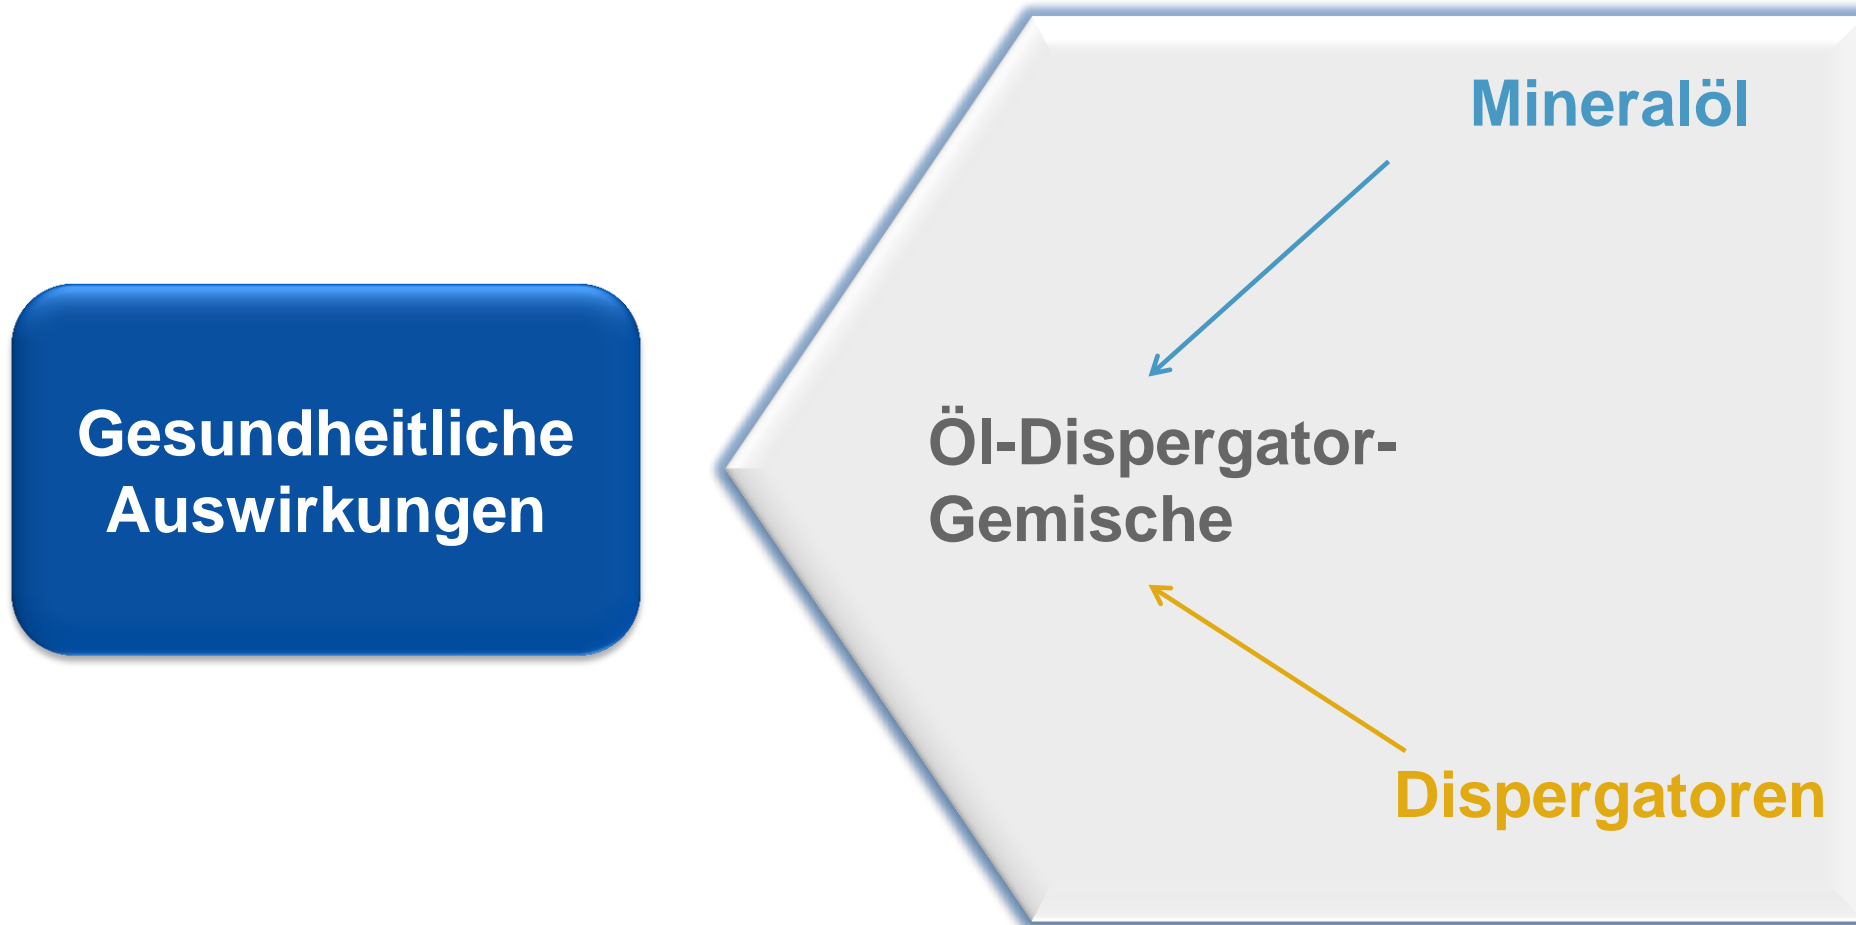 Gesundheitliche
Auswirkungen
Mineralöl
Öl-Dispergator-
Gemische
Dispergatoren